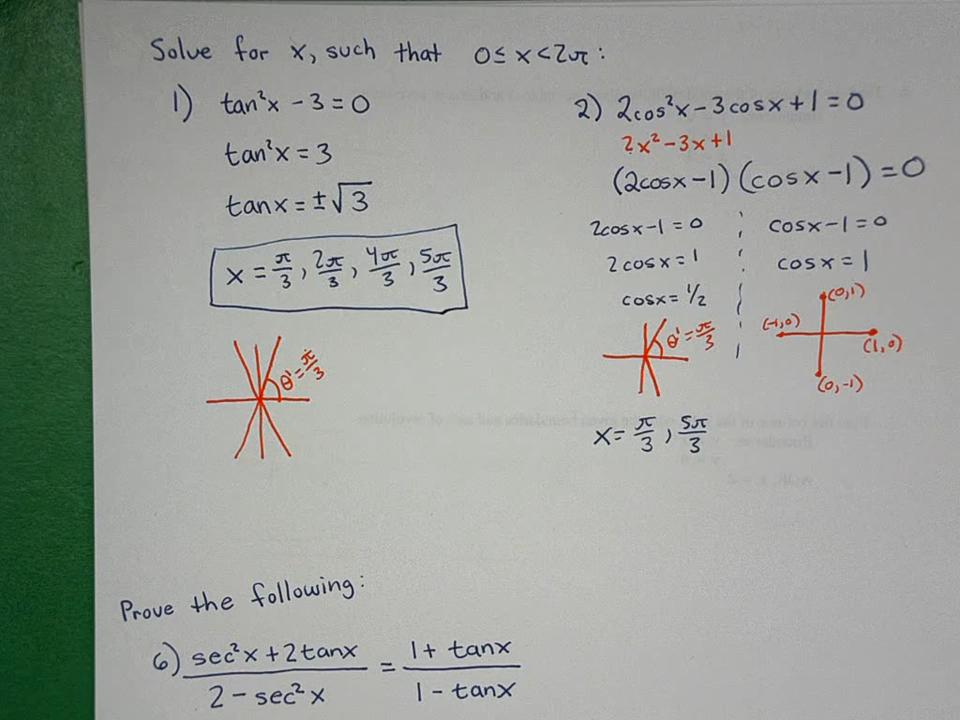 Solve for x, such that 0 ≤ x < 2π:
1) tan²x - 3 = 0
tan²x = 3
tanx = ±√3
x = π/3, 2π/3, 4π/3, 5π/3
θ' = π/3
2) 2cos²x - 3cosx + 1 = 0
2x² - 3x + 1
(2cosx - 1)(cosx - 1) = 0
2cosx - 1 = 0
2cosx = 1
cosx = 1/2
θ' = π/3
cosx - 1 = 0
cosx = 1
(0,1)
(-1,0)
(1,0)
(0,-1)
x = π/3, 5π/3
Prove the following:
6) sec²x + 2tanx / 2 - sec²x = 1 + tanx / 1 - tanx